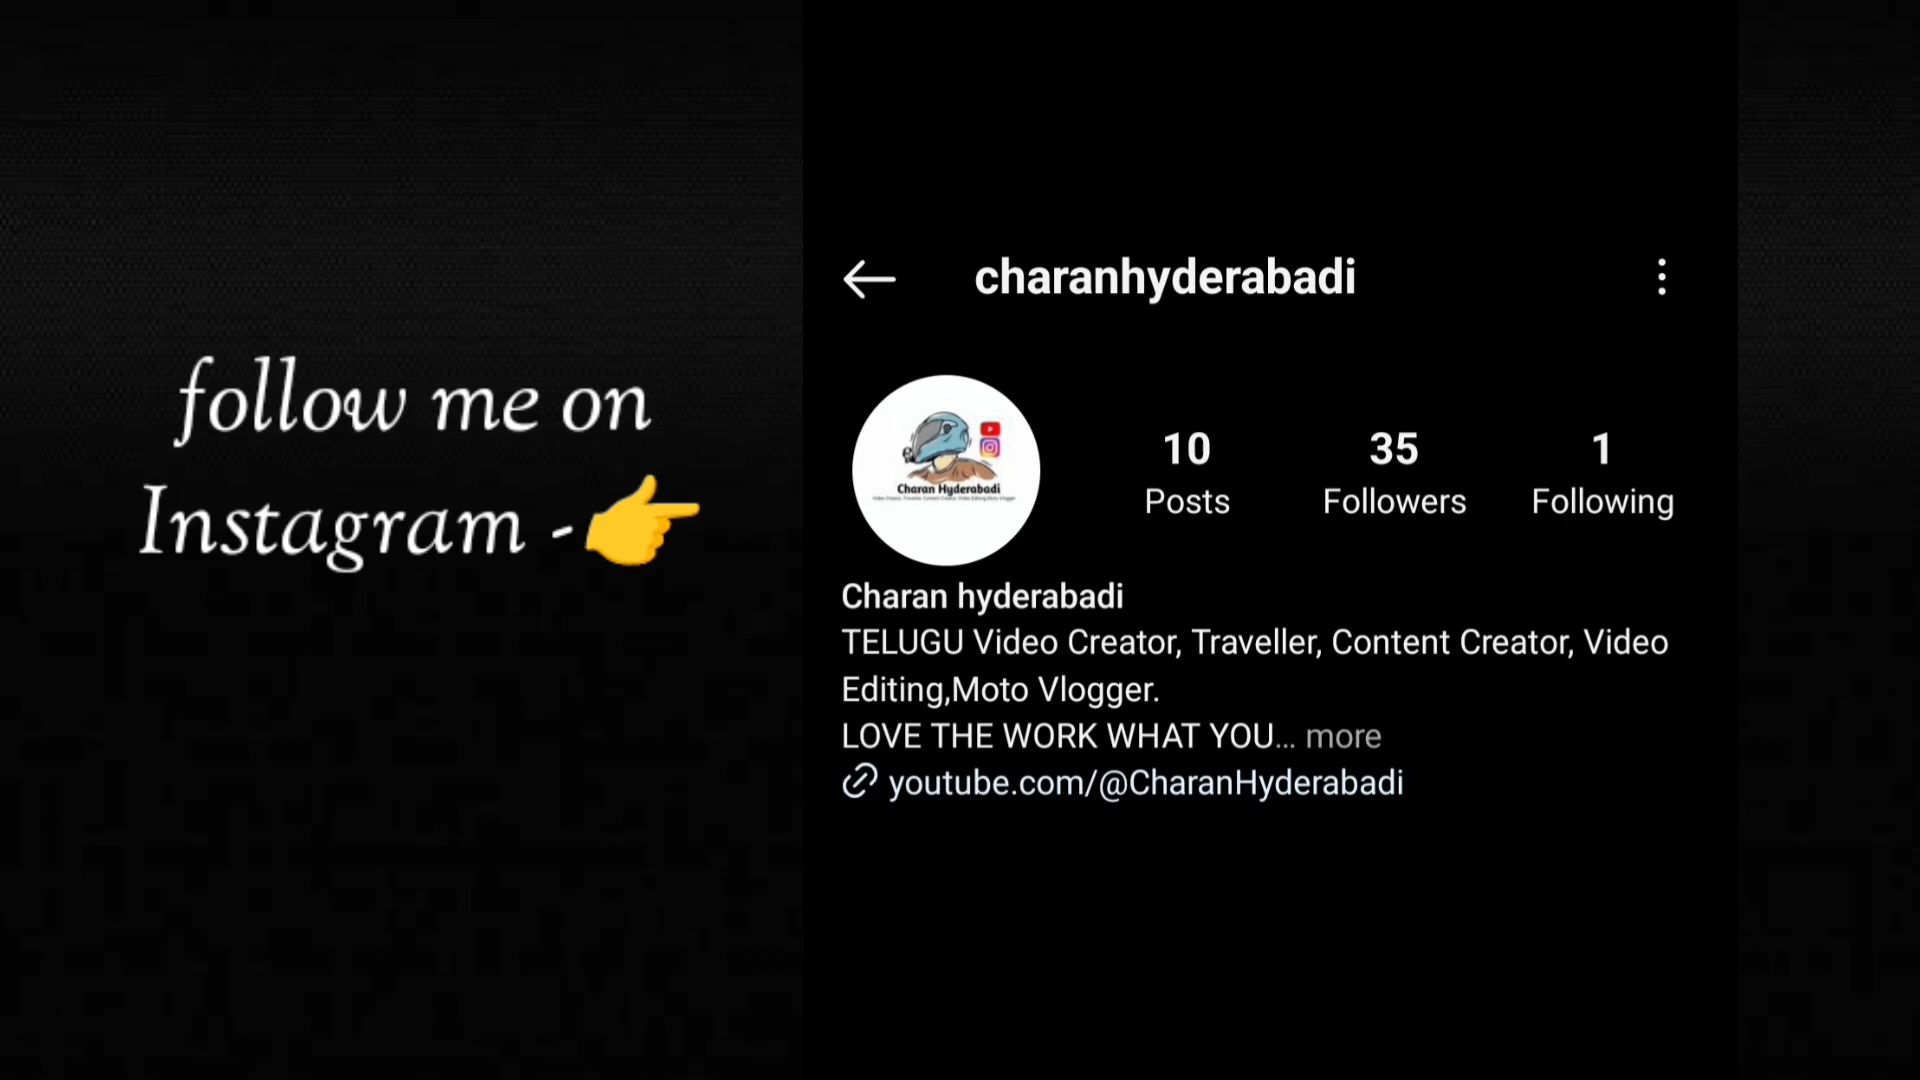 follow me on
Instagram -👉
charanhyderabadi
Charan Hyderabadi
10
Posts
35
Followers
1
Following
Charan hyderabadi
TELUGU Video Creator, Traveller, Content Creator, Video
Editing,Moto Vlogger.
LOVE THE WORK WHAT YOU... more
youtube.com/@CharanHyderabadi